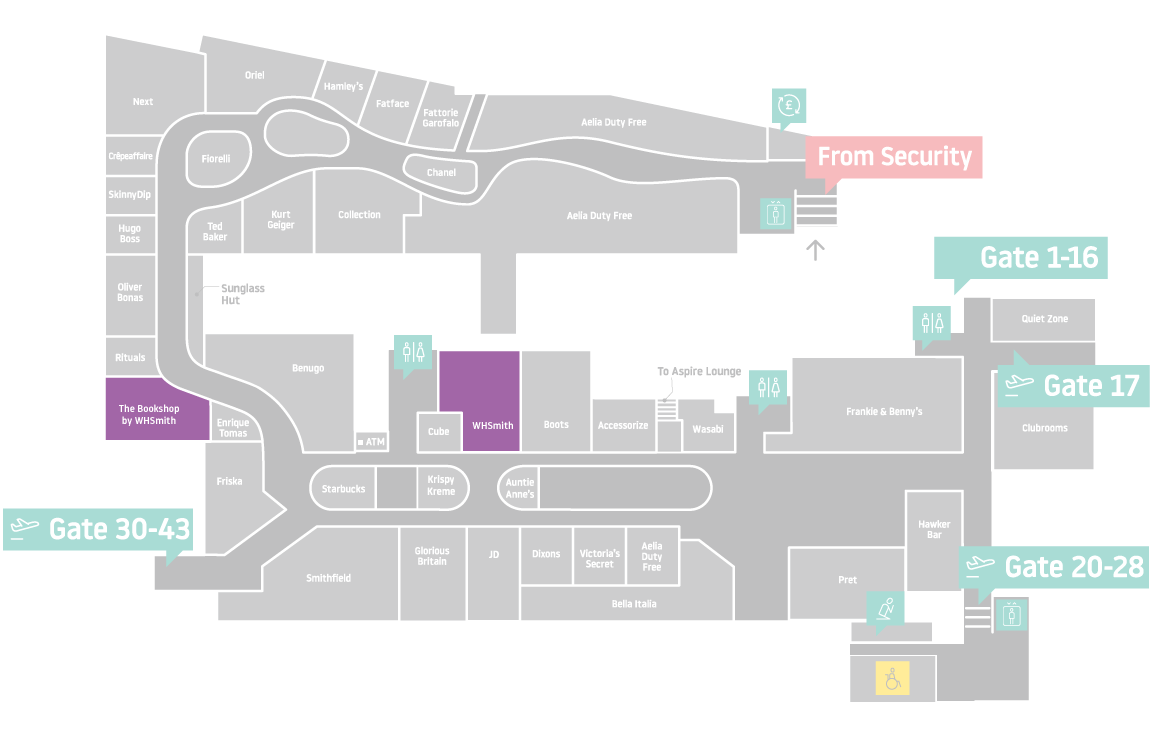 Oriel
Next
Hamley's
Fatface
Fattorie
Garofalo
Aelia Duty Free
£
From Security
Crêpeaffaire
Fiorelli
Chanel
SkinnyDip
Hugo
Boss
Ted
Baker
Kurt
Geiger
Collection
Aelia Duty Free
Gate 1-16
Oliver
Bonas
Sunglass
Hut
Quiet Zone
Rituals
Benugo
To Aspire Lounge
Gate 17
The Bookshop
by WHSmith
Enrique
Tomas
ATM
Cube
WHSmith
Boots
Accessorize
Wasabi
Frankie & Benny's
Clubrooms
Friska
Starbucks
Krispy
Kreme
Auntie
Anne's
Gate 30-43
Hawker
Bar
Glorious
Britain
JD
Dixons
Victoria's
Secret
Aelia
Duty
Free
Gate 20-28
Smithfield
Pret
Bella Italia